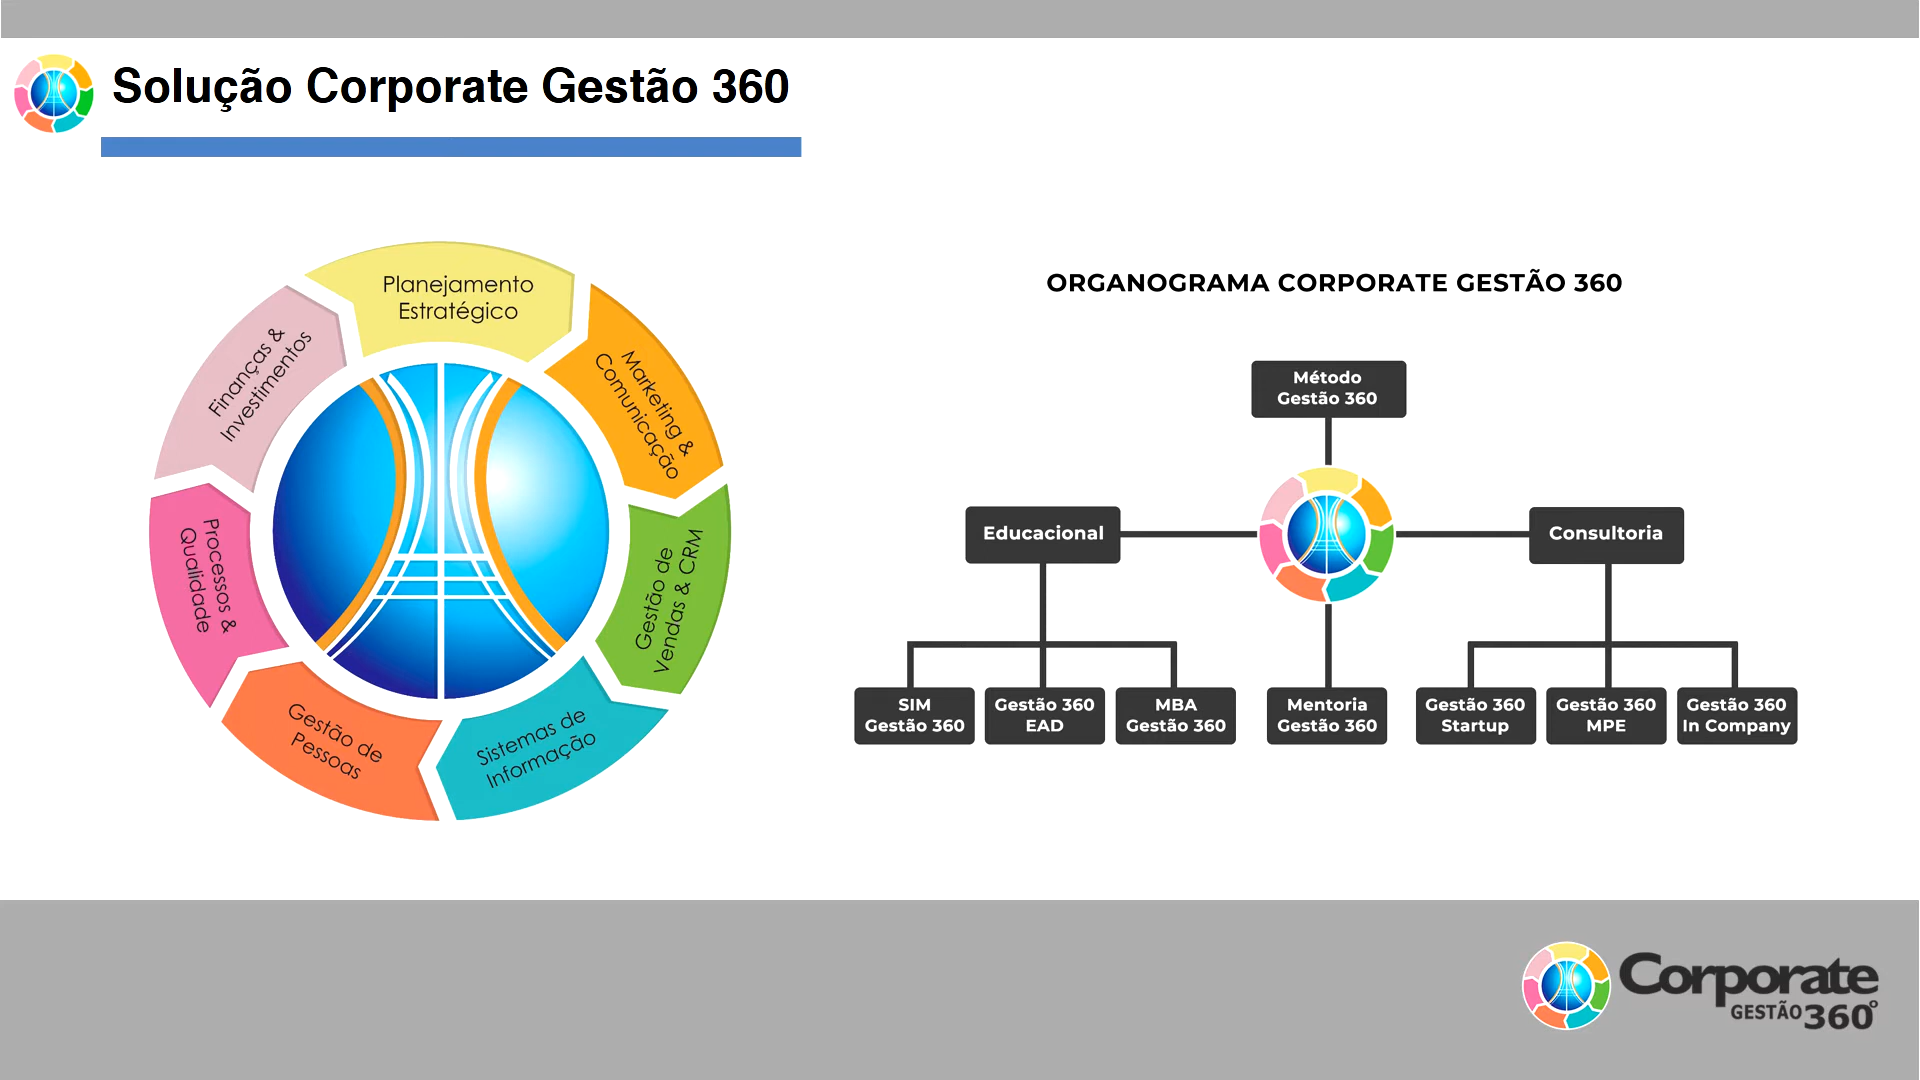 Solução Corporate Gestão 360
Planejamento
Estratégico
Marketing &
Comunicação
Gestão de
Vendas & CRM
Sistemas de
Informação
Gestão de
Pessoas
Processos &
Qualidade
Finanças &
Investimentos
ORGANOGRAMA CORPORATE GESTÃO 360
Método
Gestão 360
Educacional
Consultoria
SIM
Gestão 360
Gestão 360
EAD
MBA
Gestão 360
Mentoria
Gestão 360
Gestão 360
Startup
Gestão 360
MPE
Gestão 360
In Company
Corporate
GESTÃO 360°